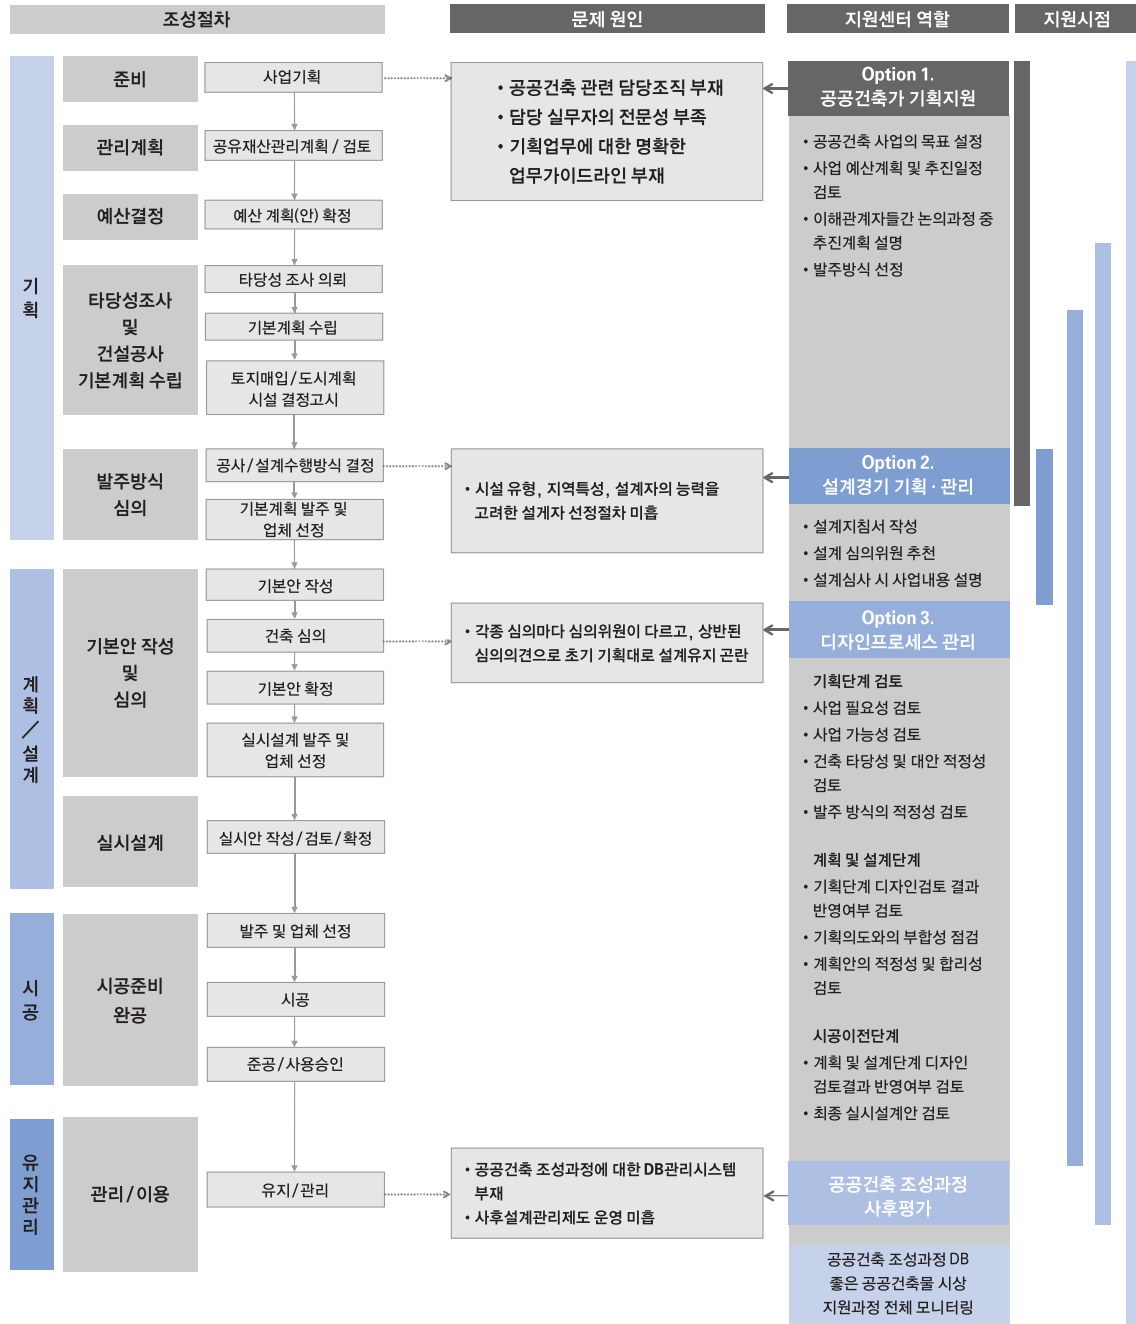 조성절차
문제 원인
지원센터 역할
지원시점
기
획
준비
사업기획
관리계획
공유재산관리계획 / 검토
예산결정
예산 계획(안) 확정
타당성조사
및
건설공사
기본계획 수립
타당성 조사 의뢰
기본계획 수립
토지매입/도시계획
시설 결정고시
발주방식
심의
공사/설계수행방식 결정
기본계획 발주 및
업체 선정
계
획
/
설
계
기본안 작성
및
심의
기본안 작성
건축 심의
기본안 확정
실시설계 발주 및
업체 선정
실시설계
실시안 작성/검토/확정
시
공
시공준비
완공
발주 및 업체 선정
시공
준공/사용승인
유
지
관
리
관리/이용
유지/관리
• 공공건축 관련 담당조직 부재
• 담당 실무자의 전문성 부족
• 기획업무에 대한 명확한
업무가이드라인 부재
• 시설 유형, 지역특성, 설계자의 능력을
고려한 설게자 선정절차 미흡
• 각종 심의마다 심의위원이 다르고, 상반된
심의의견으로 초기 기획대로 설계유지 곤란
• 공공건축 조성과정에 대한 DB관리시스템
부재
• 사후설계관리제도 운영 미흡
Option 1.
공공건축가 기획지원
• 공공건축 사업의 목표 설정
• 사업 예산계획 및 추진일정
검토
• 이해관계자들간 논의과정 중
추진계획 설명
• 발주방식 선정
Option 2.
설계경기 기획 · 관리
• 설계지침서 작성
• 설계 심의위원 추천
• 설계심사 시 사업내용 설명
Option 3.
디자인프로세스 관리
기획단계 검토
• 사업 필요성 검토
• 사업 가능성 검토
• 건축 타당성 및 대안 적정성
검토
• 발주 방식의 적정성 검토
계획 및 설계단계
• 기획단계 디자인검토 결과
반영여부 검토
• 기획의도와의 부합성 점검
• 계획안의 적정성 및 합리성
검토
시공이전단계
• 계획 및 설계단계 디자인
검토결과 반영여부 검토
• 최종 실시설계안 검토
공공건축 조성과정
사후평가
공공건축 조성과정 DB
좋은 공공건축물 시상
지원과정 전체 모니터링